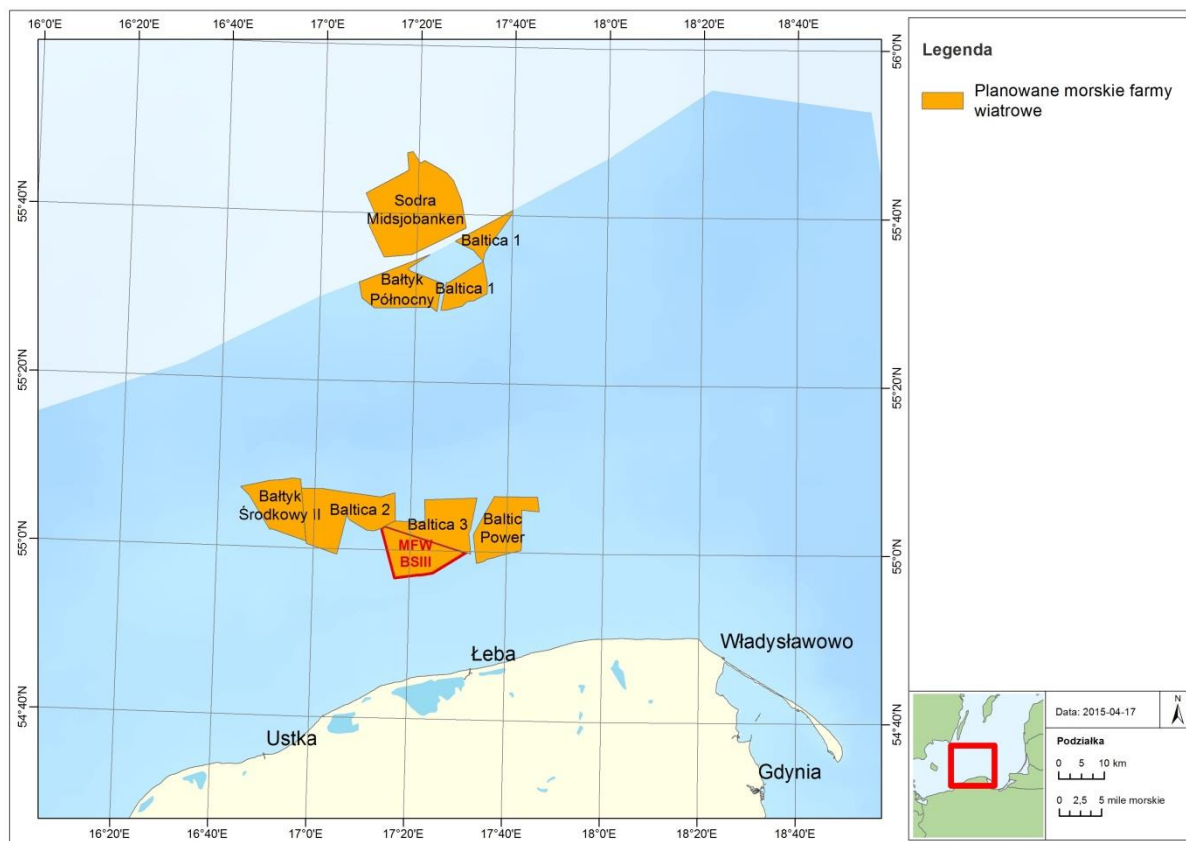 16°0'E 16°20'E 16°40'E 17°0'E 17°20'E 17°40'E 18°0'E 18°20'E 18°40'E
56°0'N
55°40'N
55°40'N
55°20'N
55°20'N
55°0'N
55°0'N
54°40'N
54°40'N
Sodra
Midsjobanken
Baltica 1
Bałtyk
Północny
Baltica 1
Bałtyk
Środkowy II
Baltica 2
Baltica 3
Baltic
Power
MFW
BSIII
Władysławowo
Łeba
Ustka
Gdynia
16°20'E 16°40'E 17°0'E 17°20'E 17°40'E 18°0'E 18°20'E 18°40'E
Legenda
Planowane morskie farmy
wiatrowe
Data: 2015-04-17
N
Podziałka
0 5 10 km
0 2,5 5 mile morskie